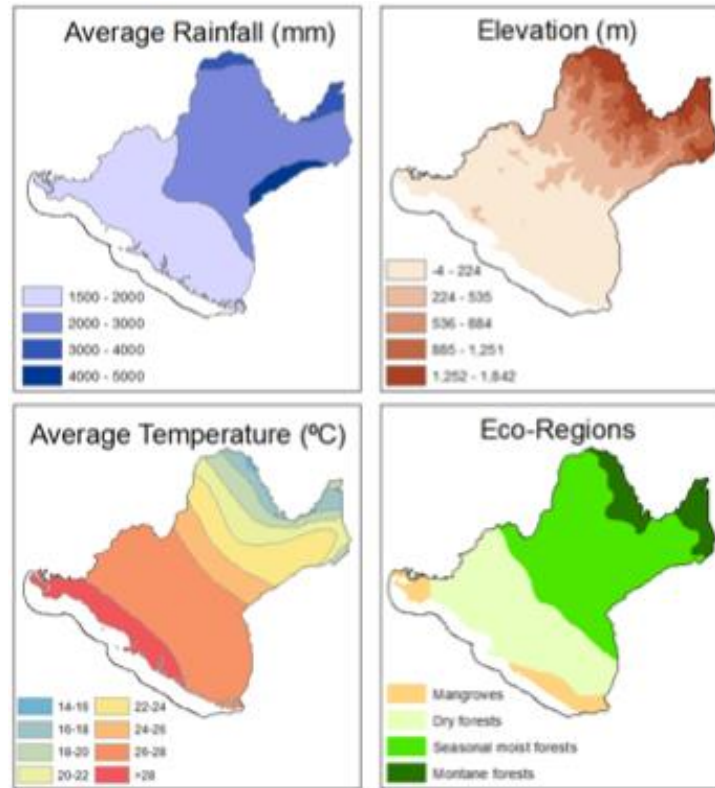 Average Rainfall (mm)
1500 - 2000
2000 - 3000
3000 - 4000
4000 - 5000
Elevation (m)
-4 - 224
224 - 535
536 - 884
885 - 1,251
1,252 - 1,842
Average Temperature (ºC)
14-16
16-18
18-20
20-22
22-24
24-26
26-28
>28
Eco-Regions
Mangroves
Dry forests
Seasonal moist forests
Montane forests